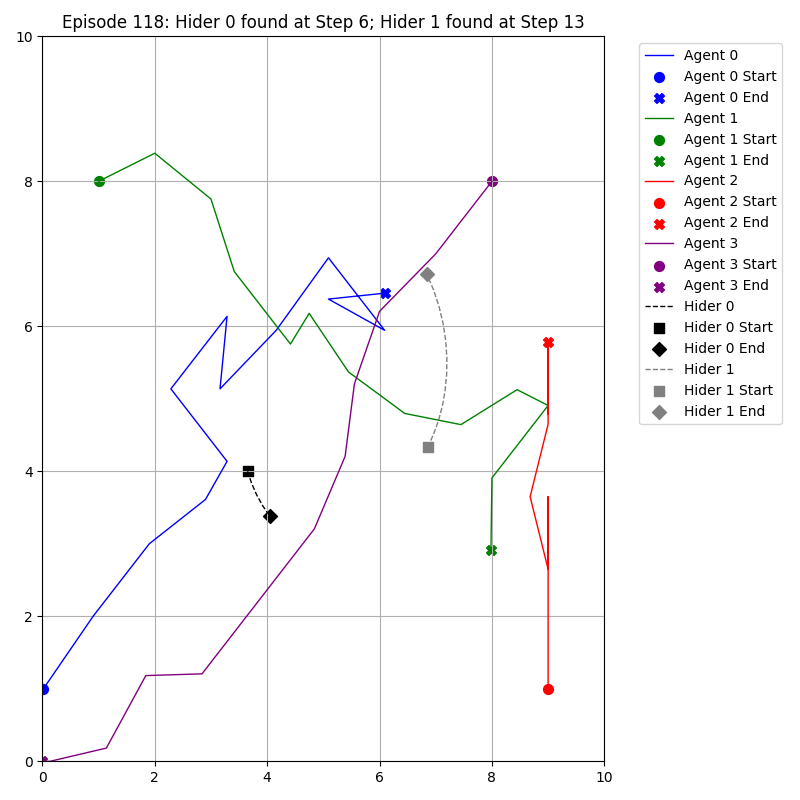 Episode 118: Hider 0 found at Step 6; Hider 1 found at Step 13
10
8
6
4
2
0
0
2
4
6
8
10
Agent 0
Agent 0 Start
Agent 0 End
Agent 1
Agent 1 Start
Agent 1 End
Agent 2
Agent 2 Start
Agent 2 End
Agent 3
Agent 3 Start
Agent 3 End
Hider 0
Hider 0 Start
Hider 0 End
Hider 1
Hider 1 Start
Hider 1 End